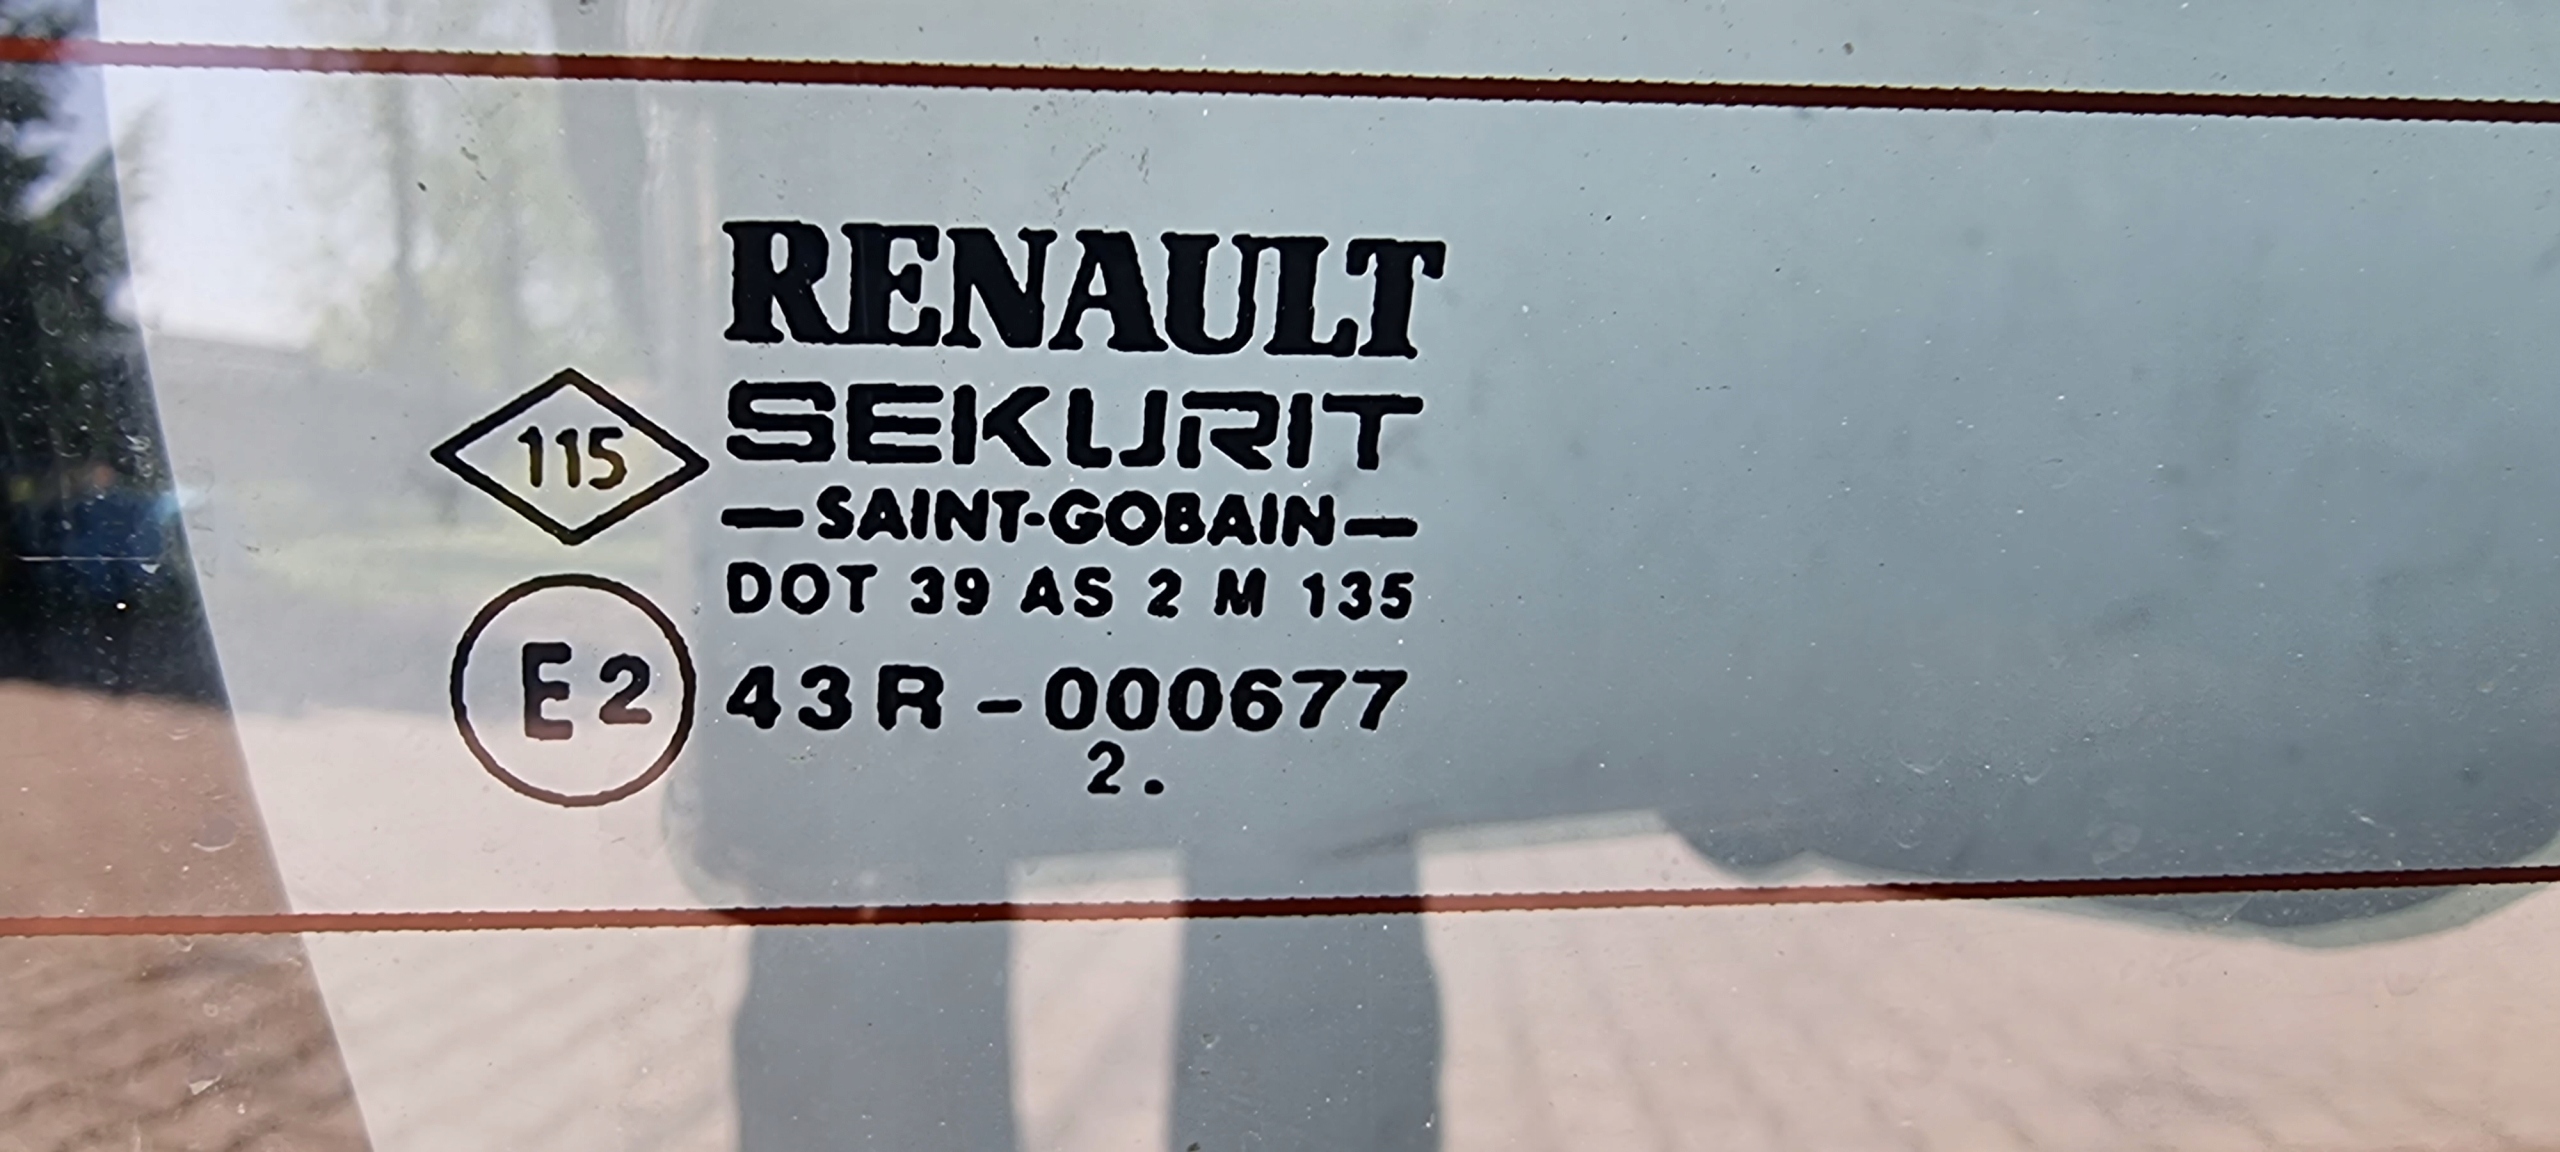 RENAULT
115
SEKURIT
—SAINT-GOBAIN—
DOT 39 AS 2 M 135
E2
43R-000677
2.